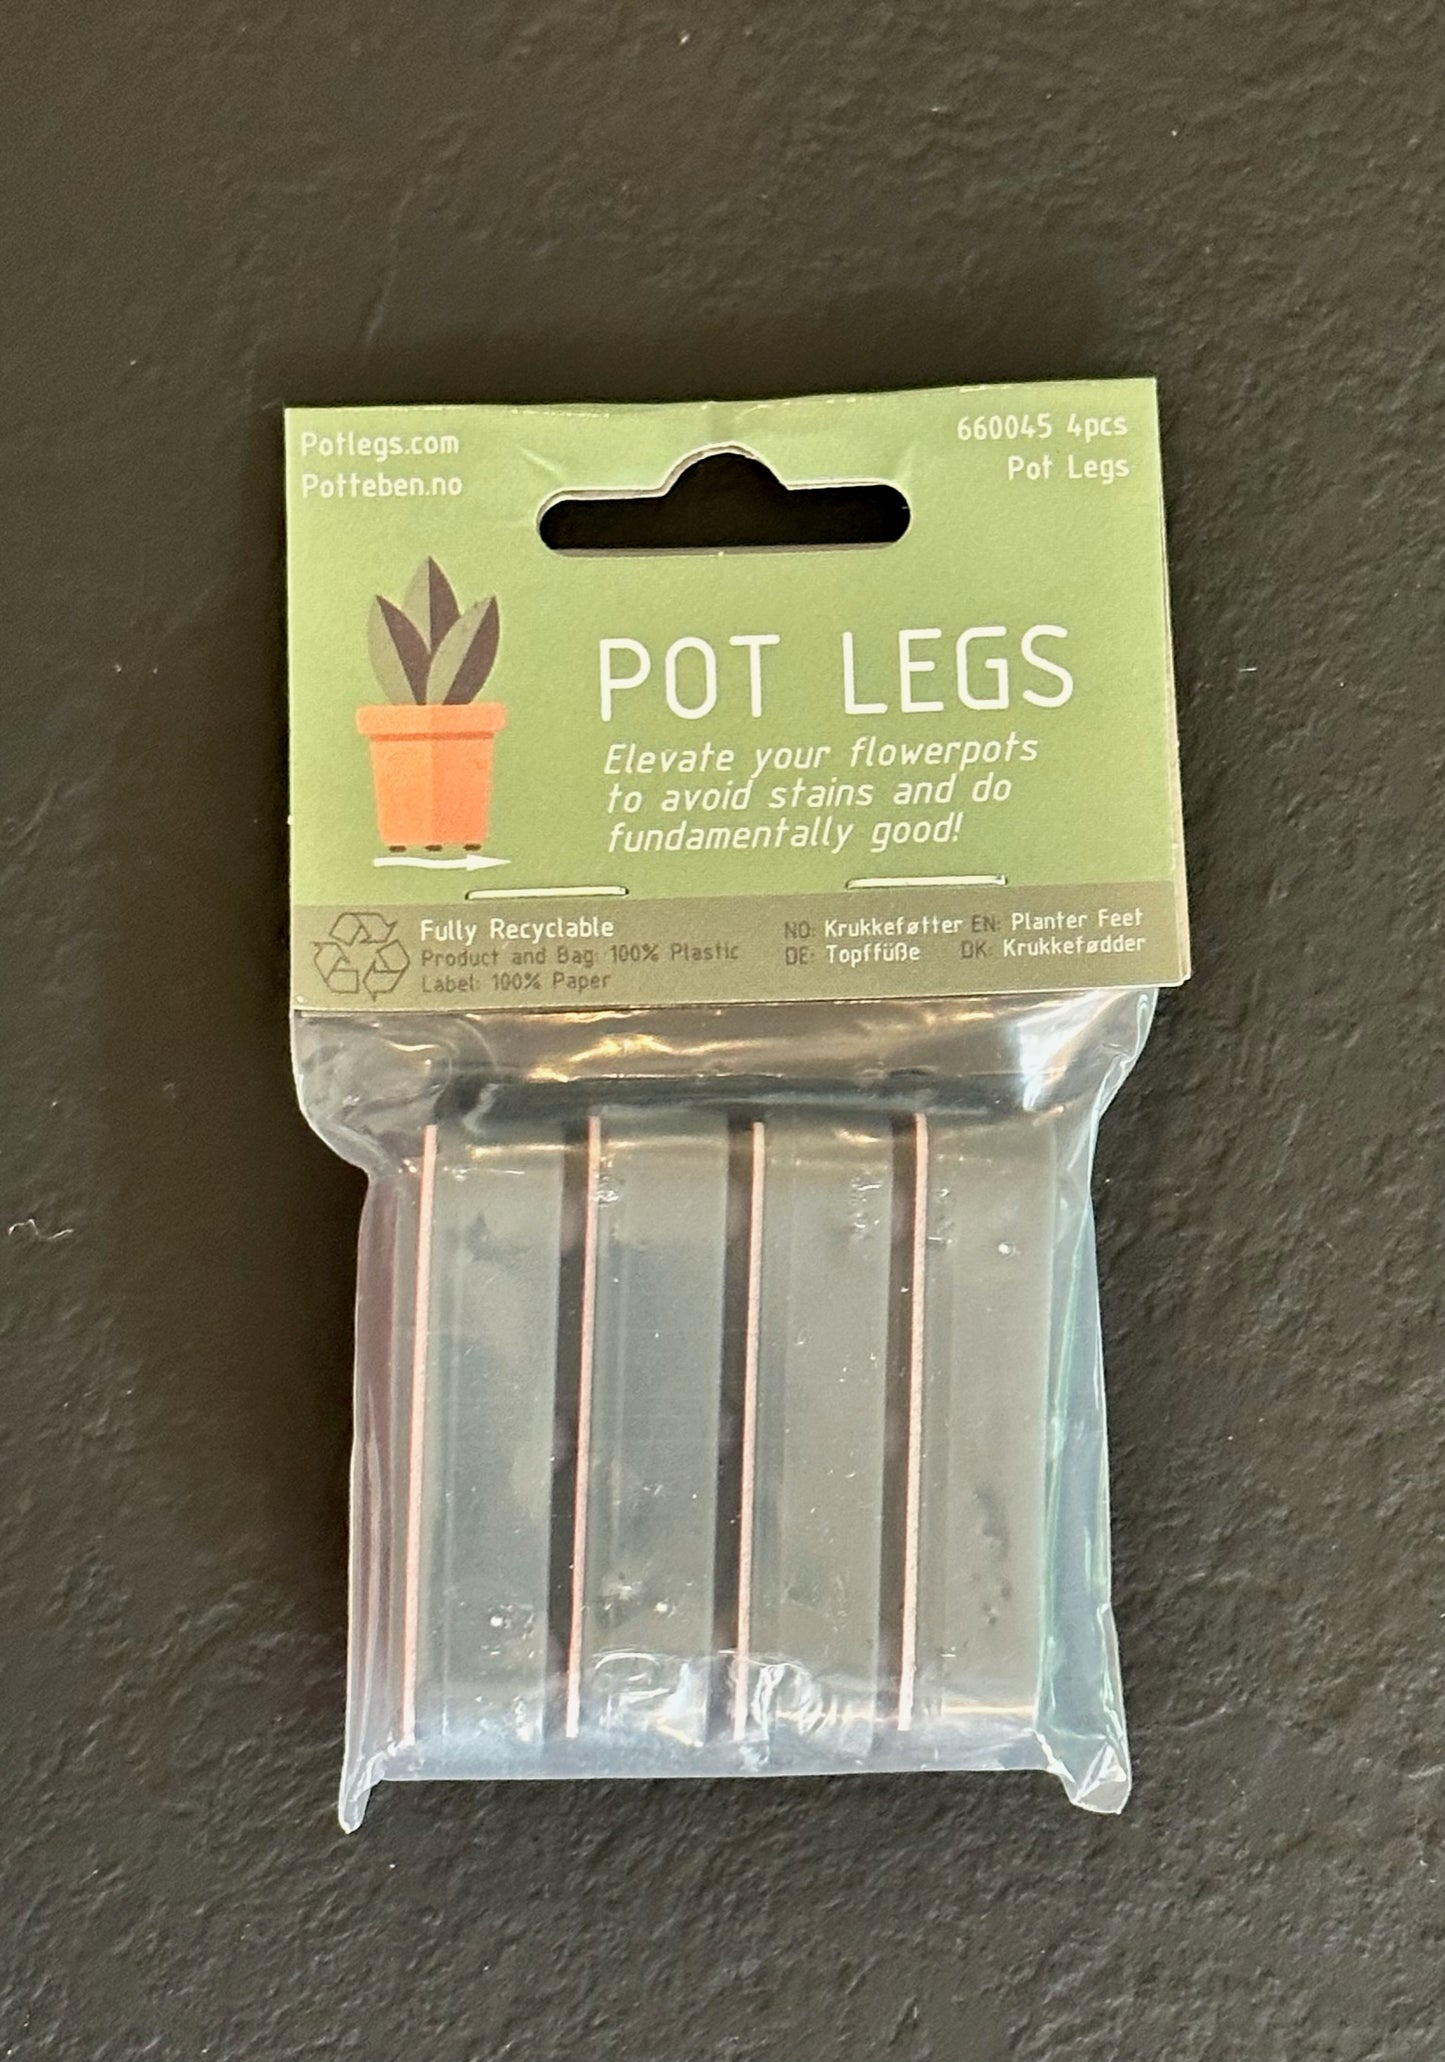 Potlegs.com
Potteben.no
660045 4pcs
Pot Legs
POT LEGS
Elevate your flowerpots
to avoid stains and do
fundamentally good!
Fully Recyclable
Product and Bag: 100% Plastic
Label: 100% Paper
NO: Krukkeføtter EN: Planter Feet
DE: Topffüße DK: Krukkefødder